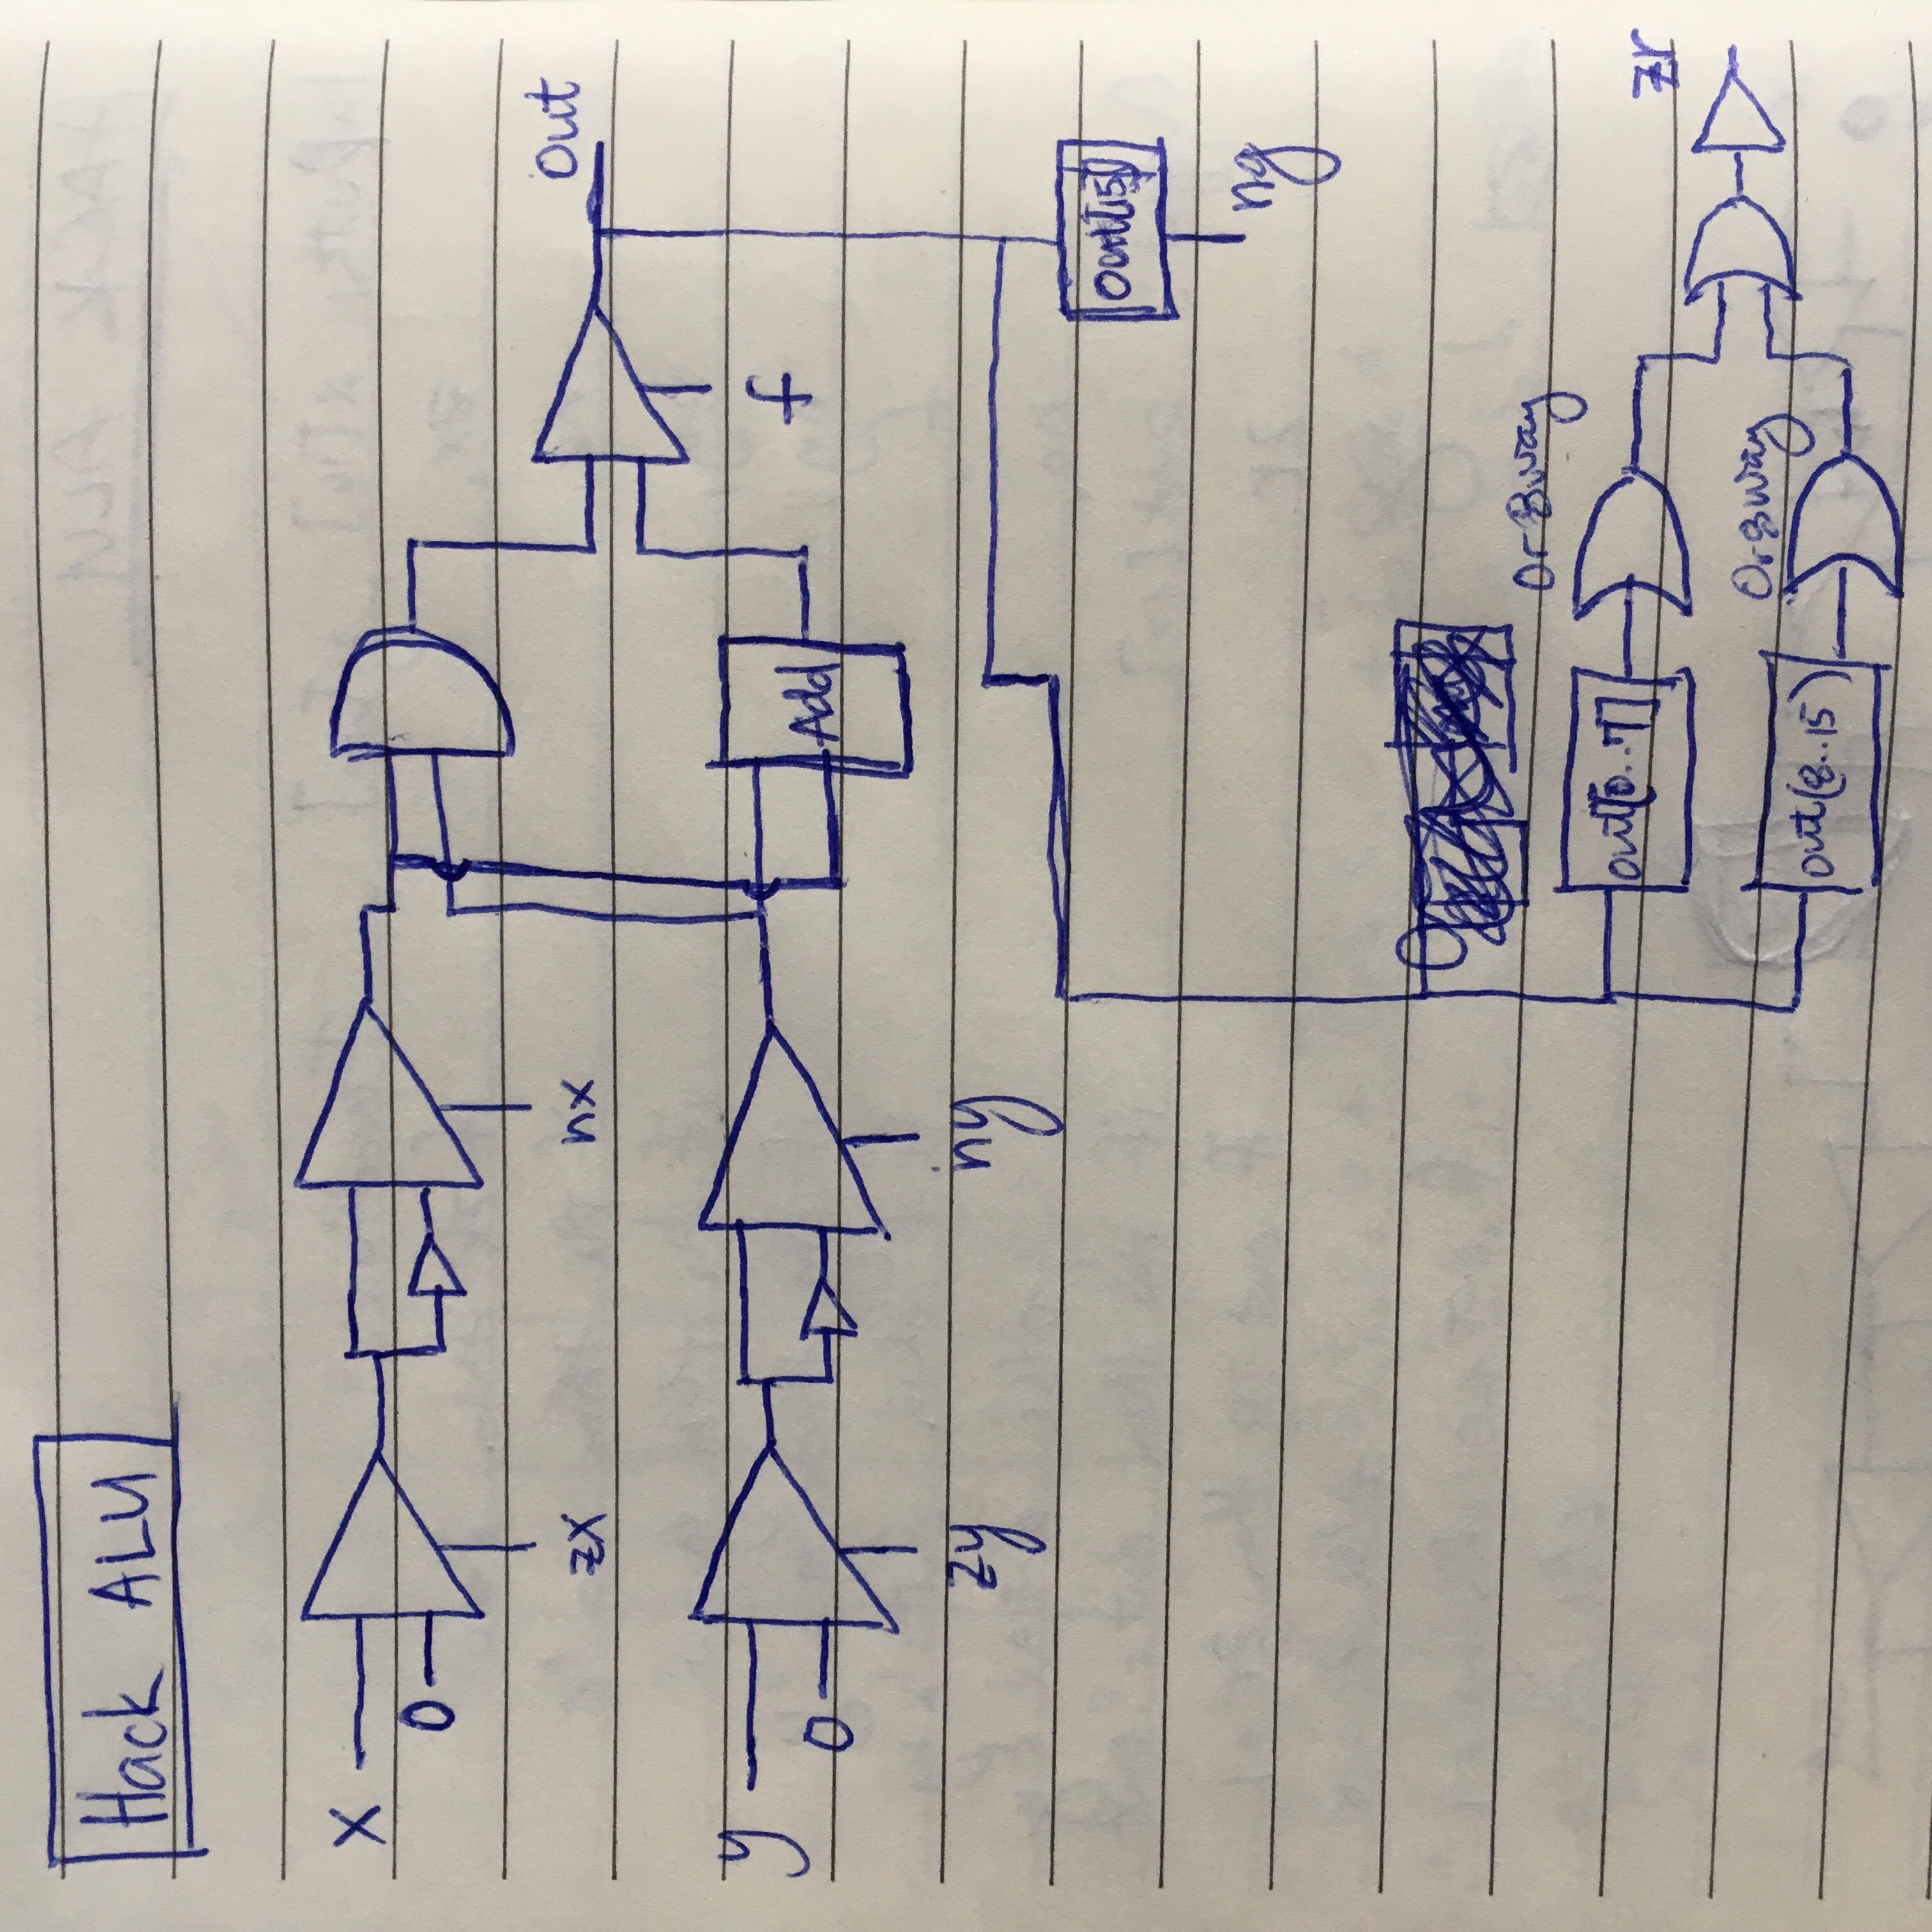 Hack ALU
x
0
zx
nx
out
y
0
Add
f
zy
ny
out[15]
ng
Or8way
out[0..7]
zr
Or8way
out(8..15)